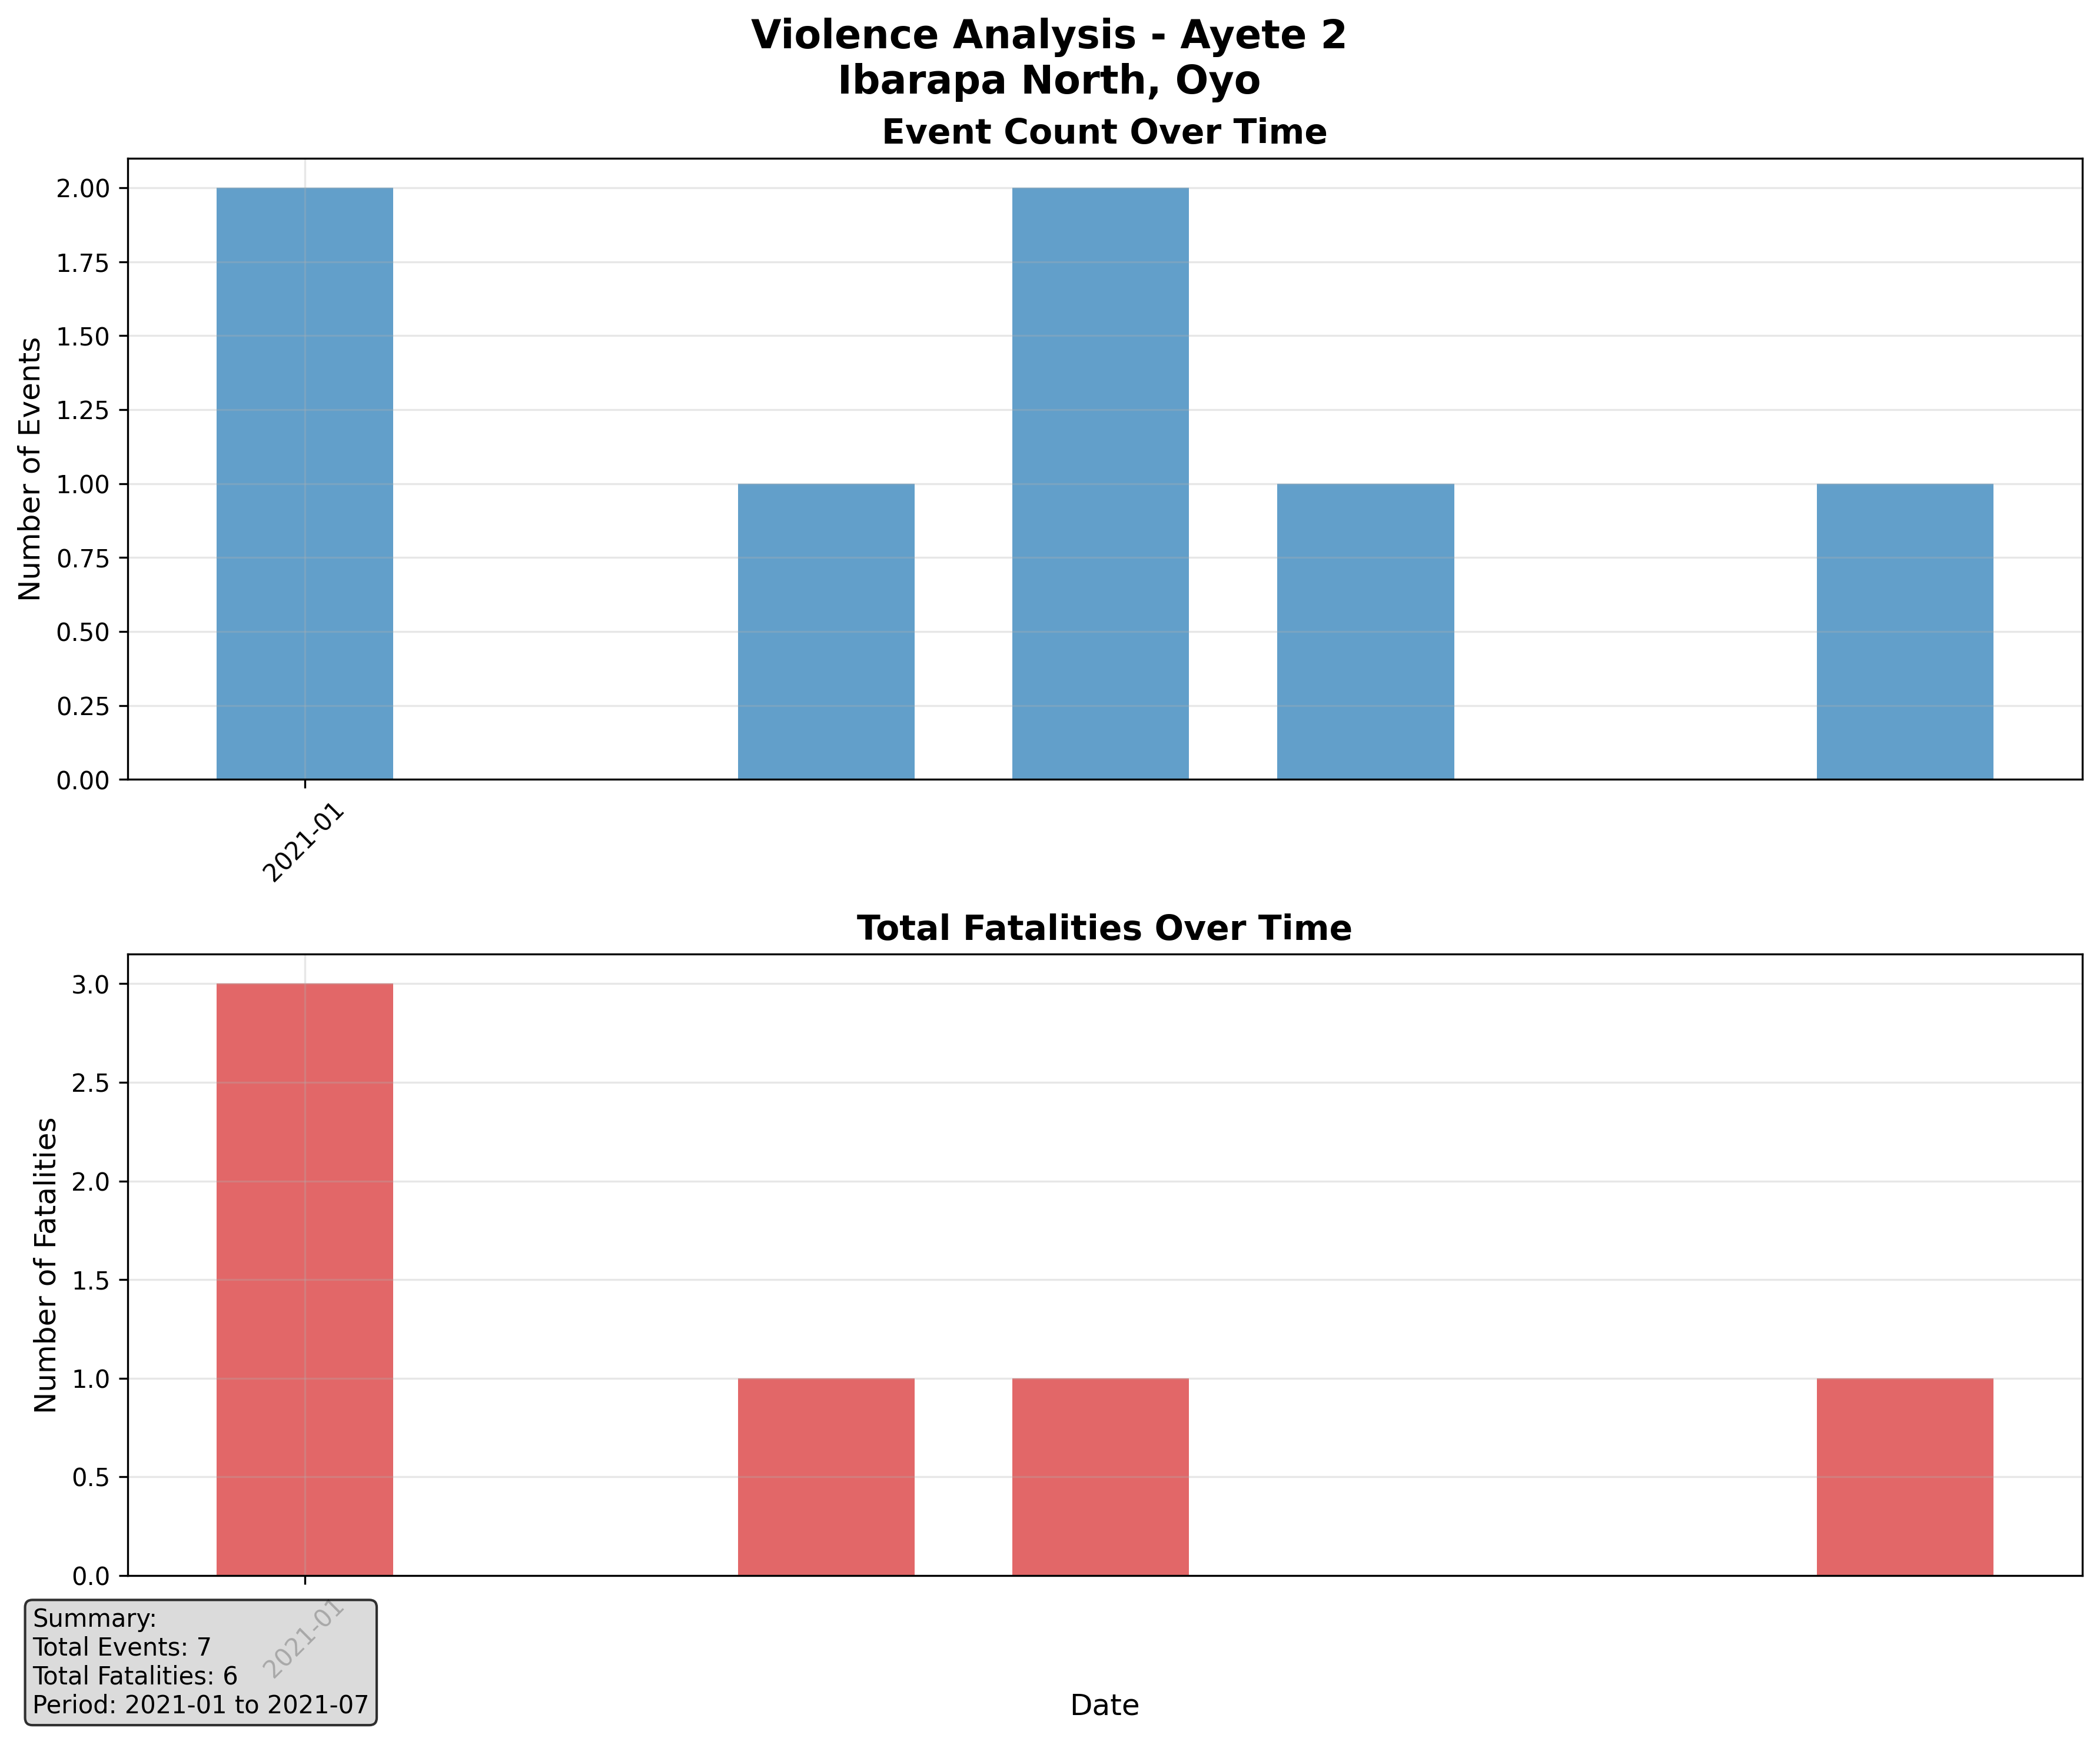 Violence Analysis - Ayete 2
Ibarapa North, Oyo
Event Count Over Time
2.00
1.75
1.50
1.25
1.00
0.75
0.50
0.25
0.00
Number of Events
2021-01
Total Fatalities Over Time
3.0
2.5
2.0
1.5
1.0
0.5
0.0
Number of Fatalities
2021-01
Summary:
Total Events: 7
Total Fatalities: 6
Period: 2021-01 to 2021-07
Date